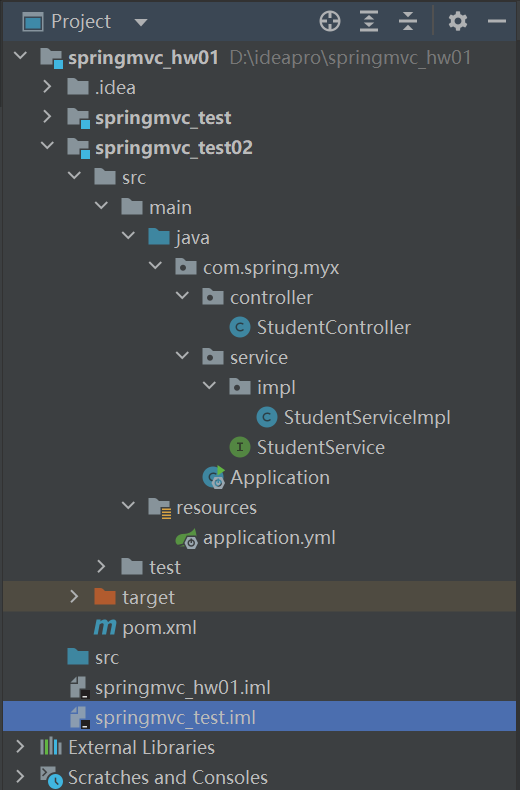 Project
springmvc_hw01 D:\ideapro\springmvc_hw01
.idea
springmvc_test
springmvc_test02
src
main
java
com.spring.myx
controller
C StudentController
service
impl
C StudentServiceImpl
I StudentService
Application
resources
application.yml
test
target
m pom.xml
src
springmvc_hw01.iml
springmvc_test.iml
External Libraries
Scratches and Consoles